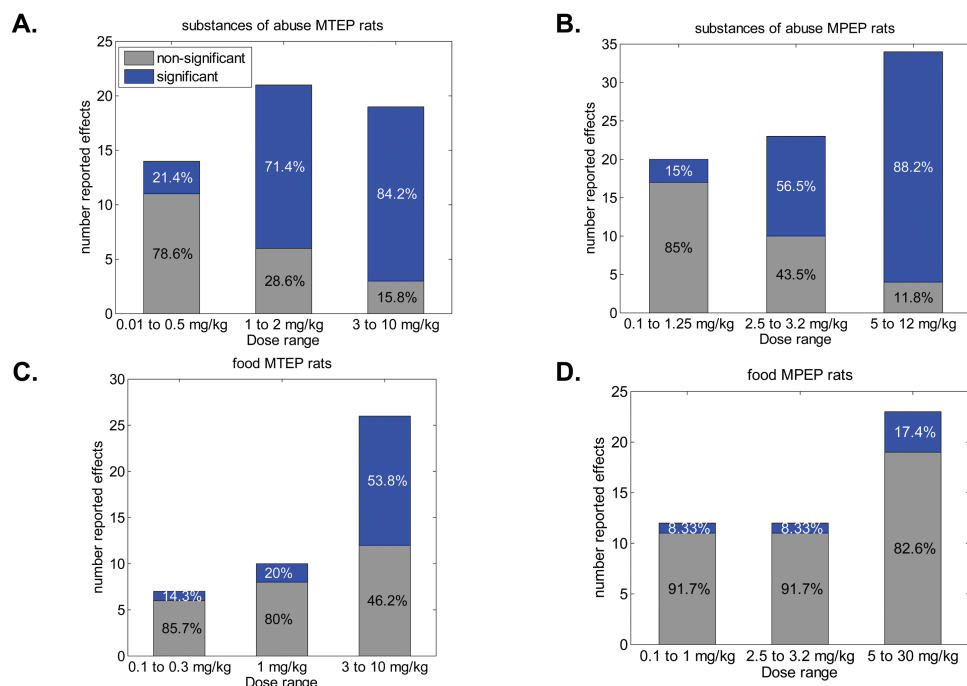 A.
substances of abuse MTEP rats
number reported effects
25
20
15
10
5
0
non-significant
significant
21.4%
78.6%
71.4%
28.6%
84.2%
15.8%
0.01 to 0.5 mg/kg
1 to 2 mg/kg
3 to 10 mg/kg
Dose range
B.
substances of abuse MPEP rats
number reported effects
35
30
25
20
15
10
5
0
15%
85%
56.5%
43.5%
88.2%
11.8%
0.1 to 1.25 mg/kg
2.5 to 3.2 mg/kg
5 to 12 mg/kg
Dose range
C.
food MTEP rats
number reported effects
30
25
20
15
10
5
0
14.3%
85.7%
20%
80%
53.8%
46.2%
0.1 to 0.3 mg/kg
1 mg/kg
3 to 10 mg/kg
Dose range
D.
food MPEP rats
number reported effects
25
20
15
10
5
0
8.33%
91.7%
8.33%
91.7%
17.4%
82.6%
0.1 to 1 mg/kg
2.5 to 3.2 mg/kg
5 to 30 mg/kg
Dose range